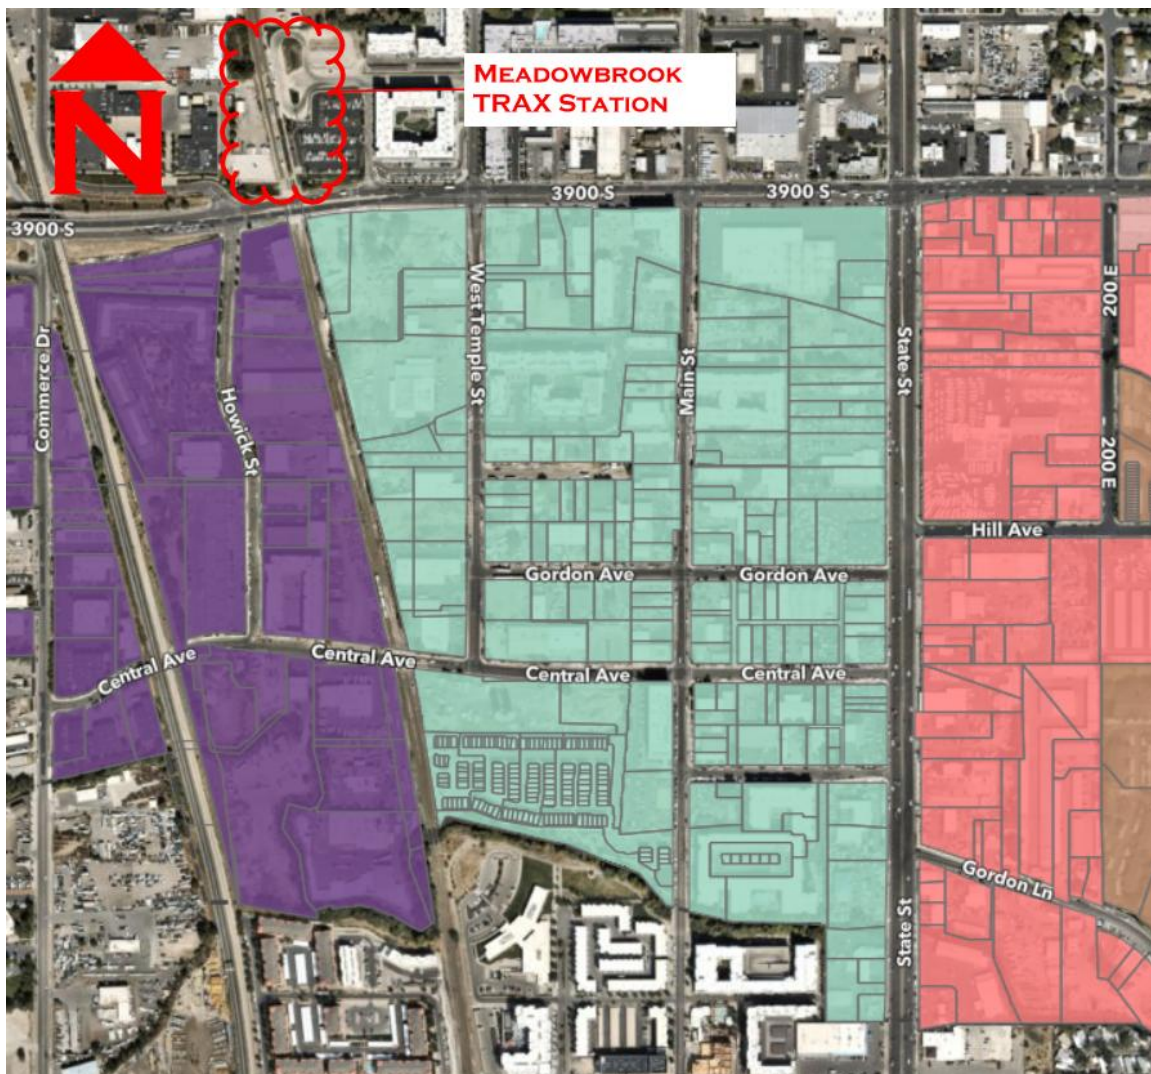 N
MEADOWBROOK
TRAX STATION
3900 S
3900 S
3900 S
200 E
West Temple St
State St
Main St
Commerce Dr
Howick St
200 E
Hill Ave
Gordon Ave
Gordon Ave
Central Ave
Central Ave
Central Ave
Central Ave
Gordon Ln
State St